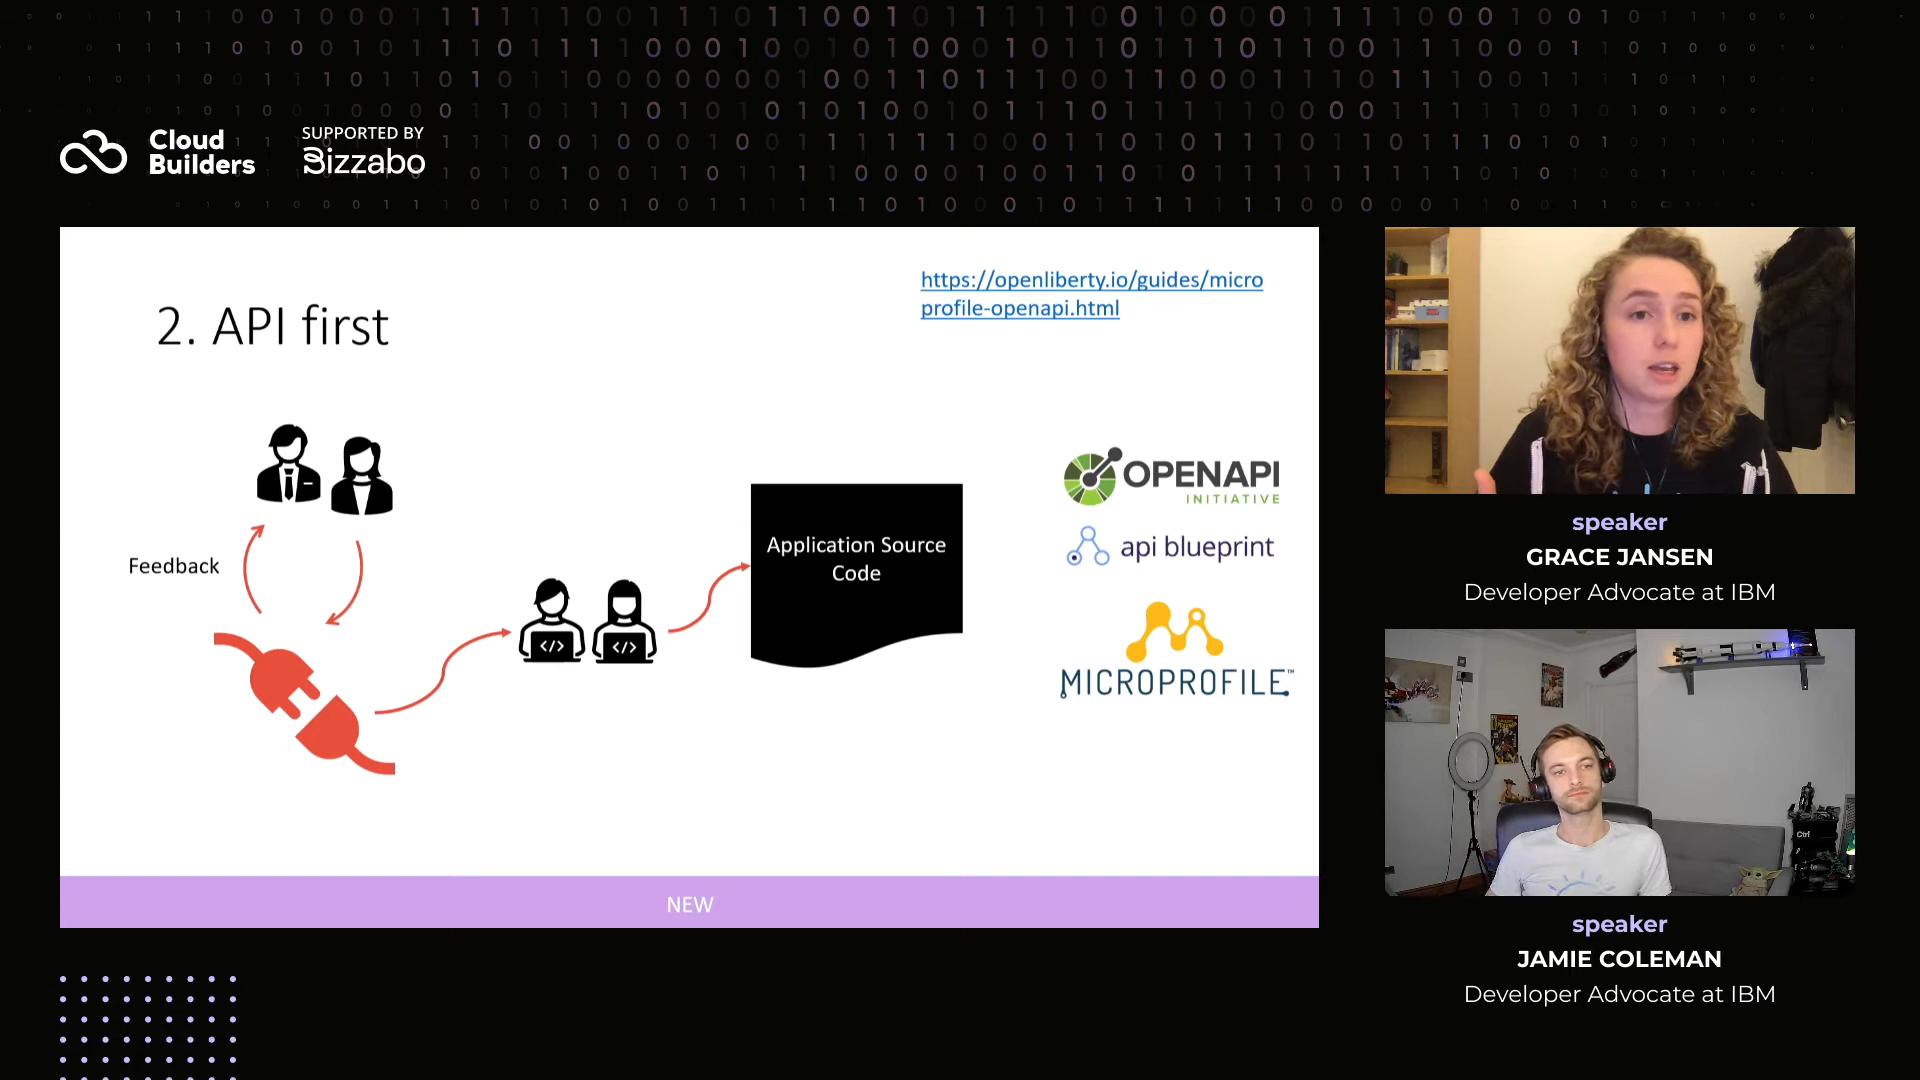 Cloud
Builders
SUPPORTED BY
Bizzabo
https://openliberty.io/guides/micro
profile-openapi.html
2. API first
Feedback
</>
</>
Application Source
Code
OPENAPI
INITIATIVE
api blueprint
MICROPROFILE™
NEW
speaker
GRACE JANSEN
Developer Advocate at IBM
Ctrl
speaker
JAMIE COLEMAN
Developer Advocate at IBM